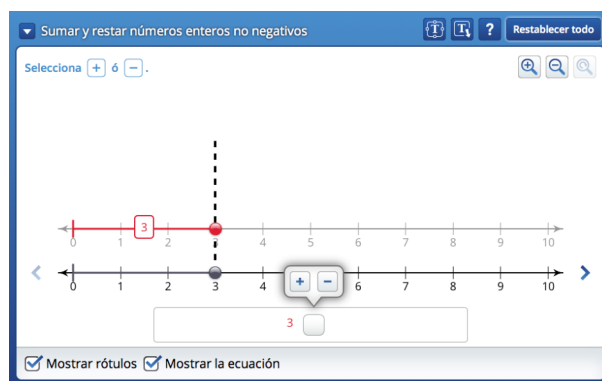 Sumar y restar números enteros no negativos
T T ? Restablecer todo
Selecciona + ó − .
3
0 1 2 3 4 5 6 7 8 9 10
+ −
0 1 2 3 4 6 7 8 9 10
3
Mostrar rótulos Mostrar la ecuación